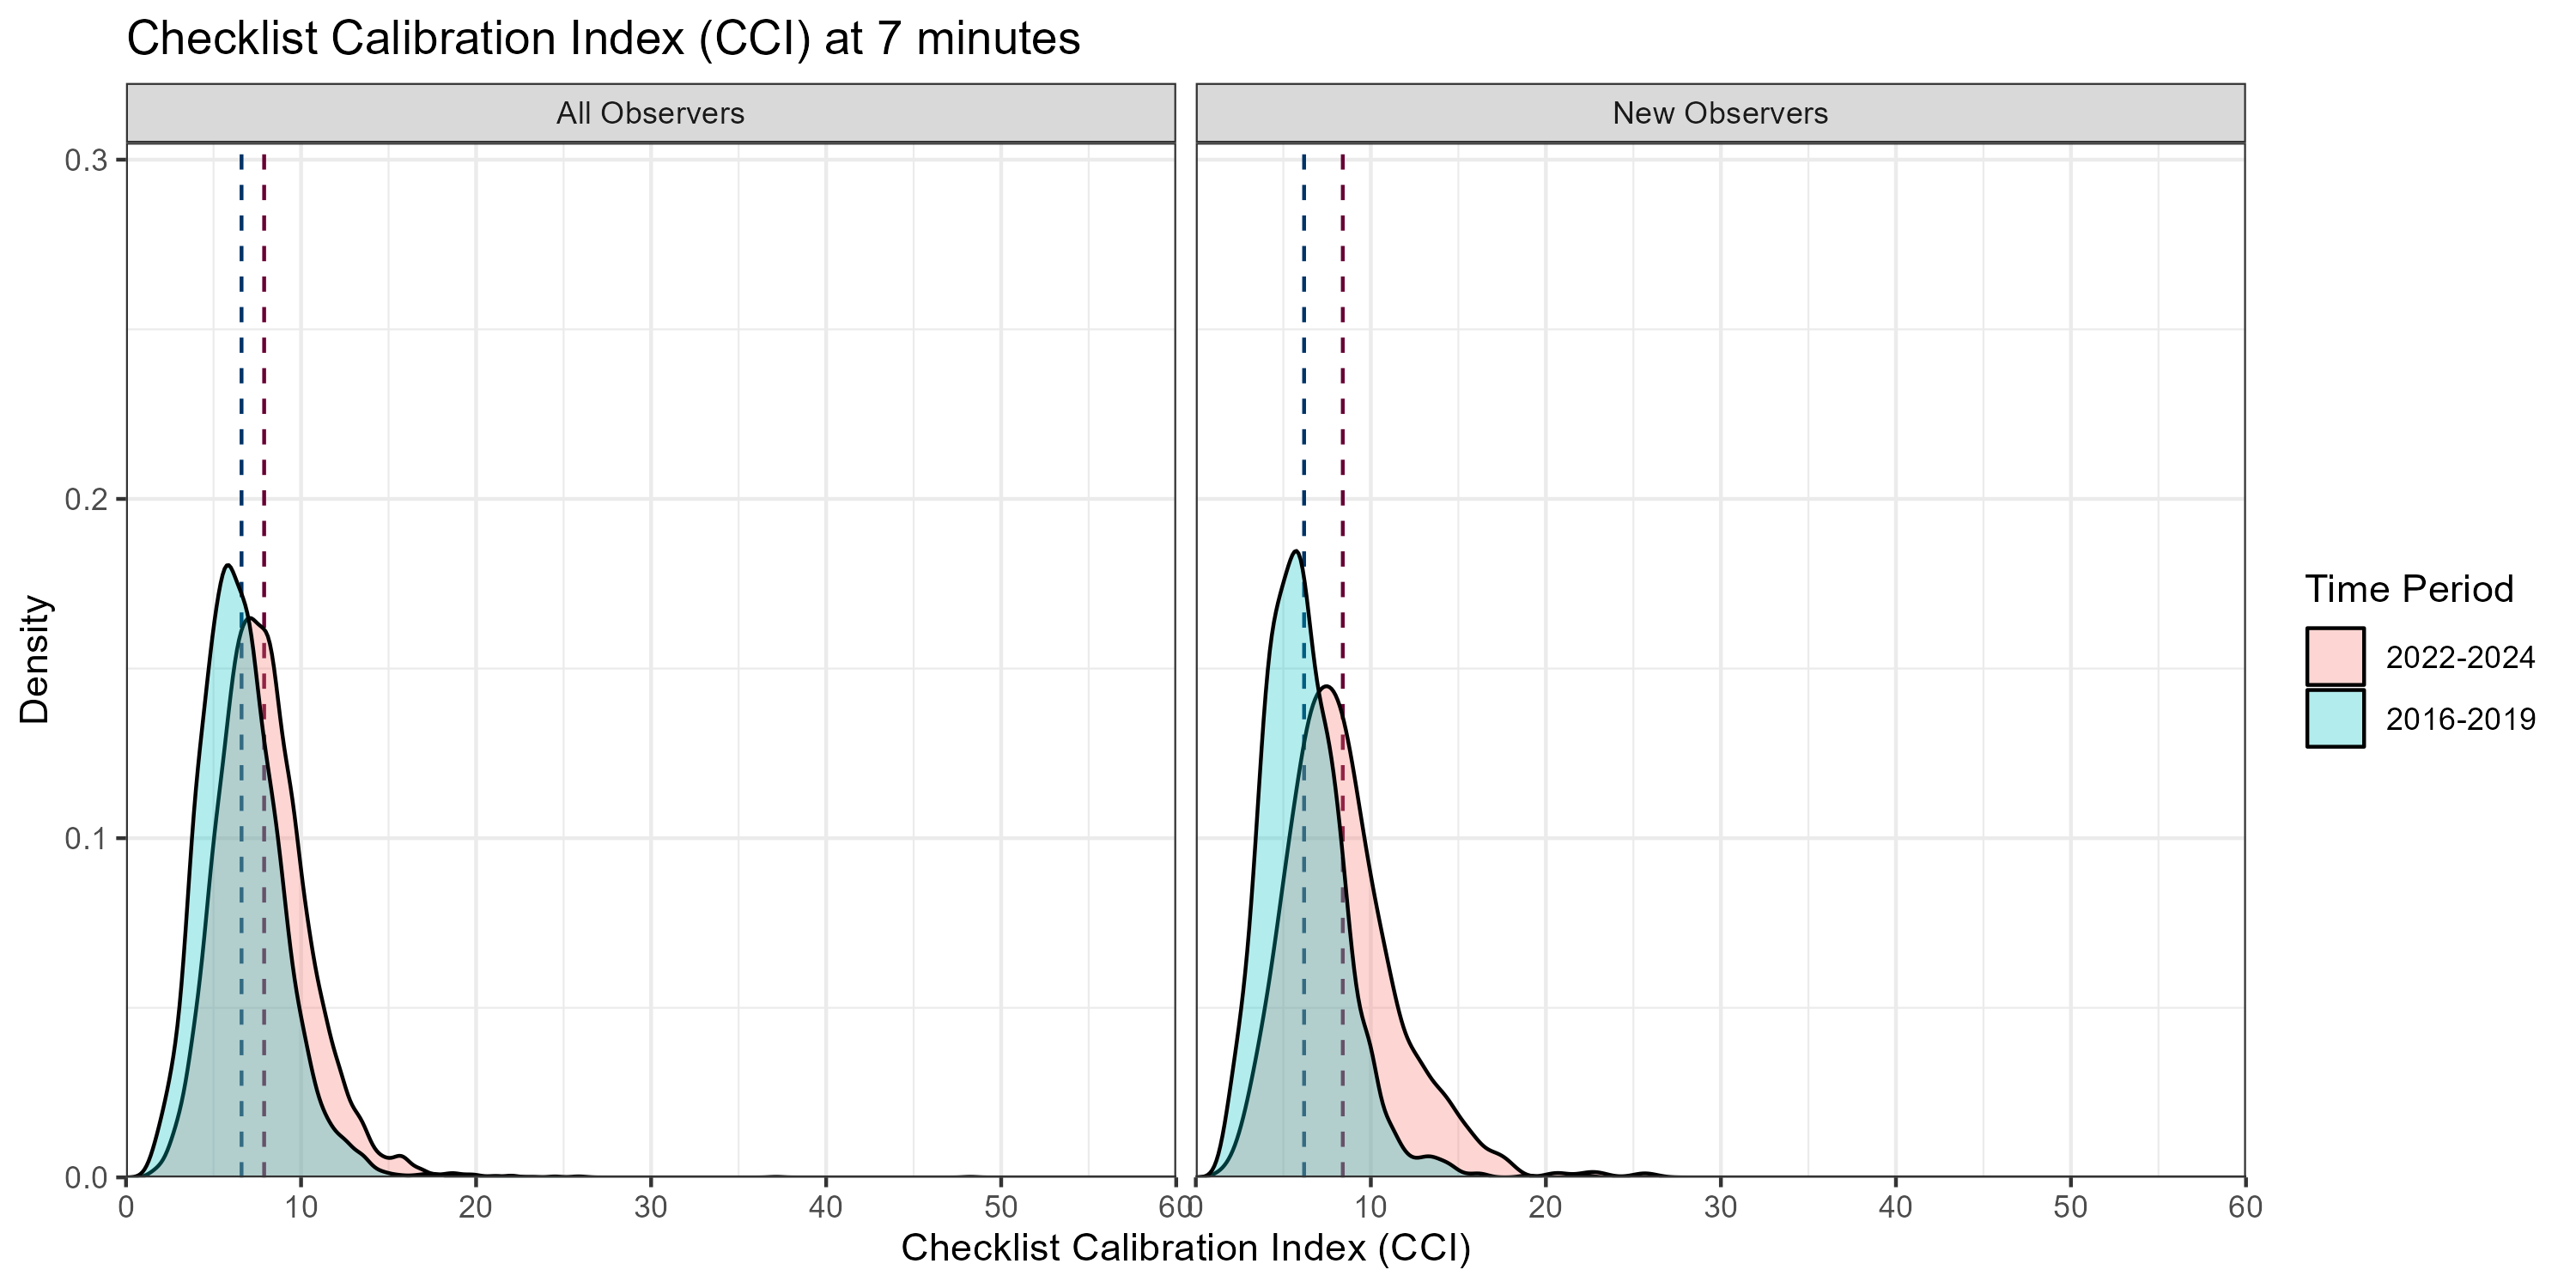 Checklist Calibration Index (CCI) at 7 minutes
All Observers
New Observers
0.3
0.2
0.1
0.0
Density
0 10 20 30 40 50 60
0 10 20 30 40 50 60
Checklist Calibration Index (CCI)
Time Period
2022-2024
2016-2019